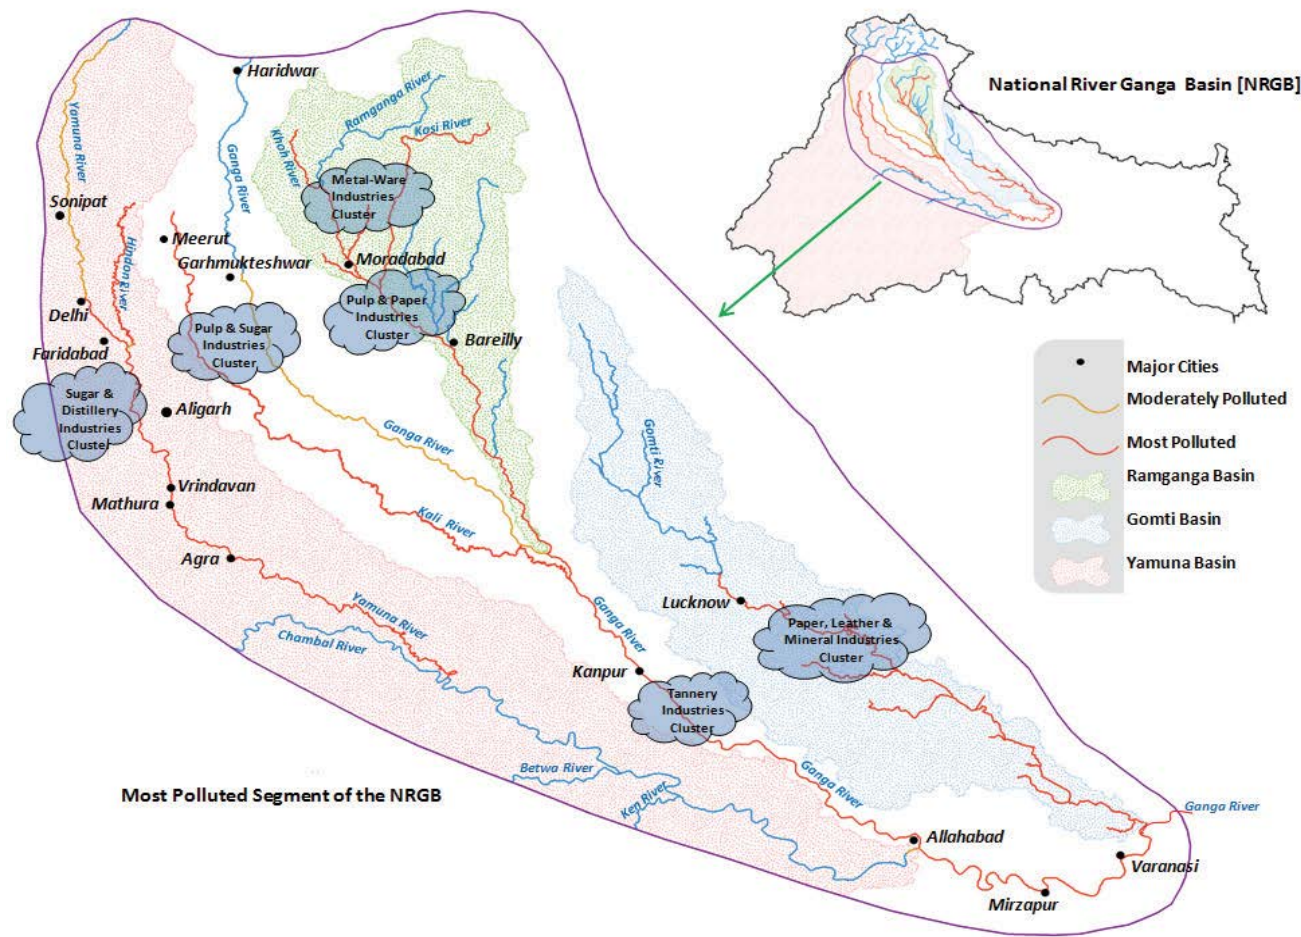 Haridwar
National River Ganga Basin [NRGB]
Ramganga River
Kosi River
Khoh River
Yamuna River
Ganga River
Metal-Ware
Industries
Cluster
Sonipat
Meerut
Hindon River
Garhmukteshwar
Moradabad
Delhi
Pulp & Paper
Industries
Cluster
Pulp & Sugar
Industries
Cluster
Faridabad
Bareilly
Major Cities
Moderately Polluted
Most Polluted
Ramganga Basin
Gomti Basin
Yamuna Basin
Sugar &
Distillery
Industries
Cluster
Aligarh
Ganga River
Gomti River
Vrindavan
Mathura
Kali River
Agra
Yamuna River
Chambal River
Ganga River
Lucknow
Paper, Leather &
Mineral Industries
Cluster
Kanpur
Tannery
Industries
Cluster
Betwa River
Ken River
Ganga River
Most Polluted Segment of the NRGB
Ganga River
Allahabad
Varanasi
Mirzapur